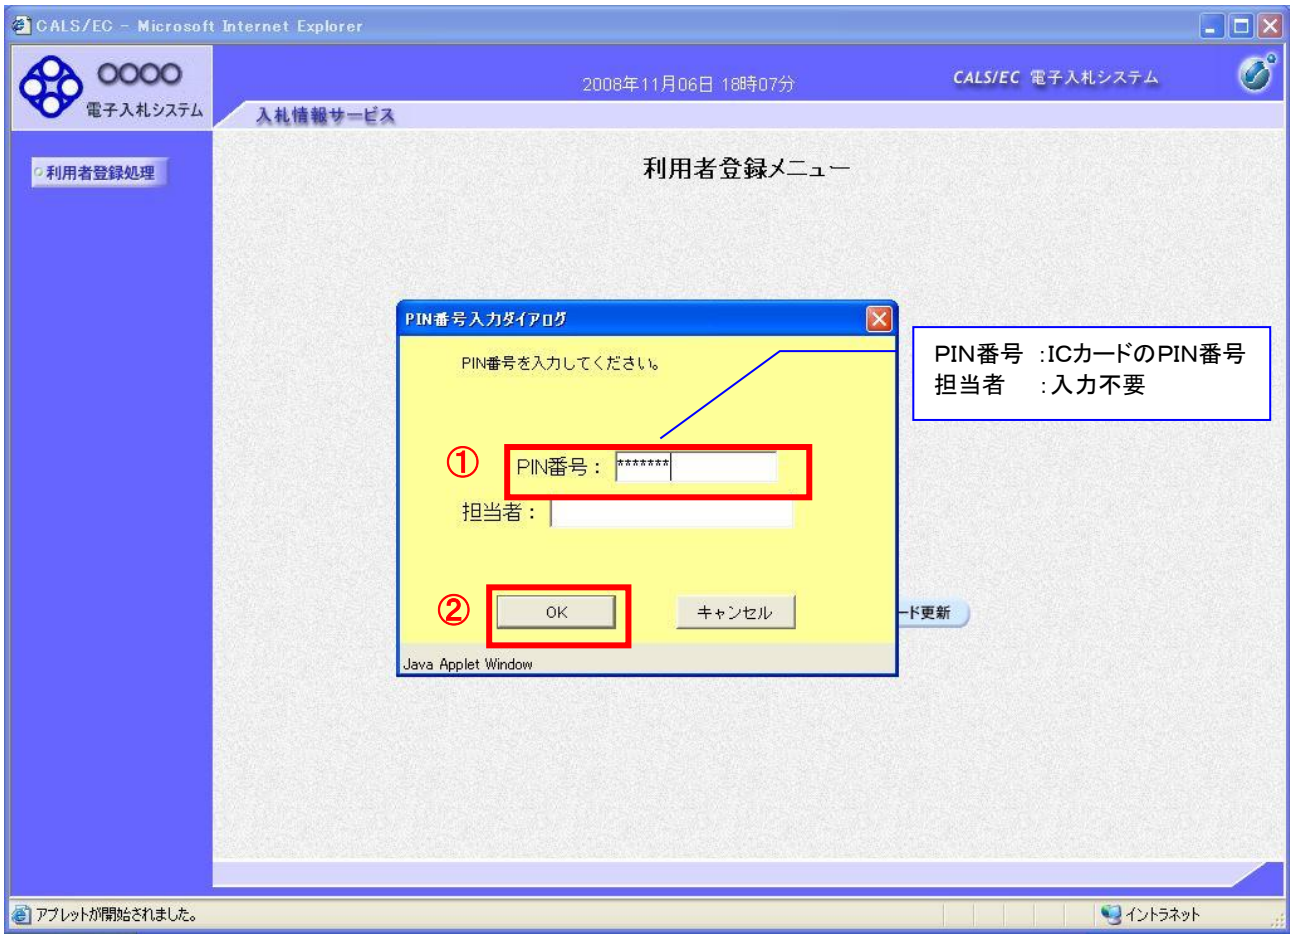 CALS/EC - Microsoft Internet Explorer
○○○○
電子入札システム
2008年11月06日 18時07分
CALS/EC 電子入札システム
入札情報サービス
利用者登録処理
利用者登録メニュー
PIN番号入力ダイアログ
PIN番号を入力してください。
PIN番号 :ICカードのPIN番号
担当者 :入力不要
① PIN番号: *******
担当者:
② OK キャンセル
ード更新
Java Applet Window
アプレットが開始されました。
イントラネット